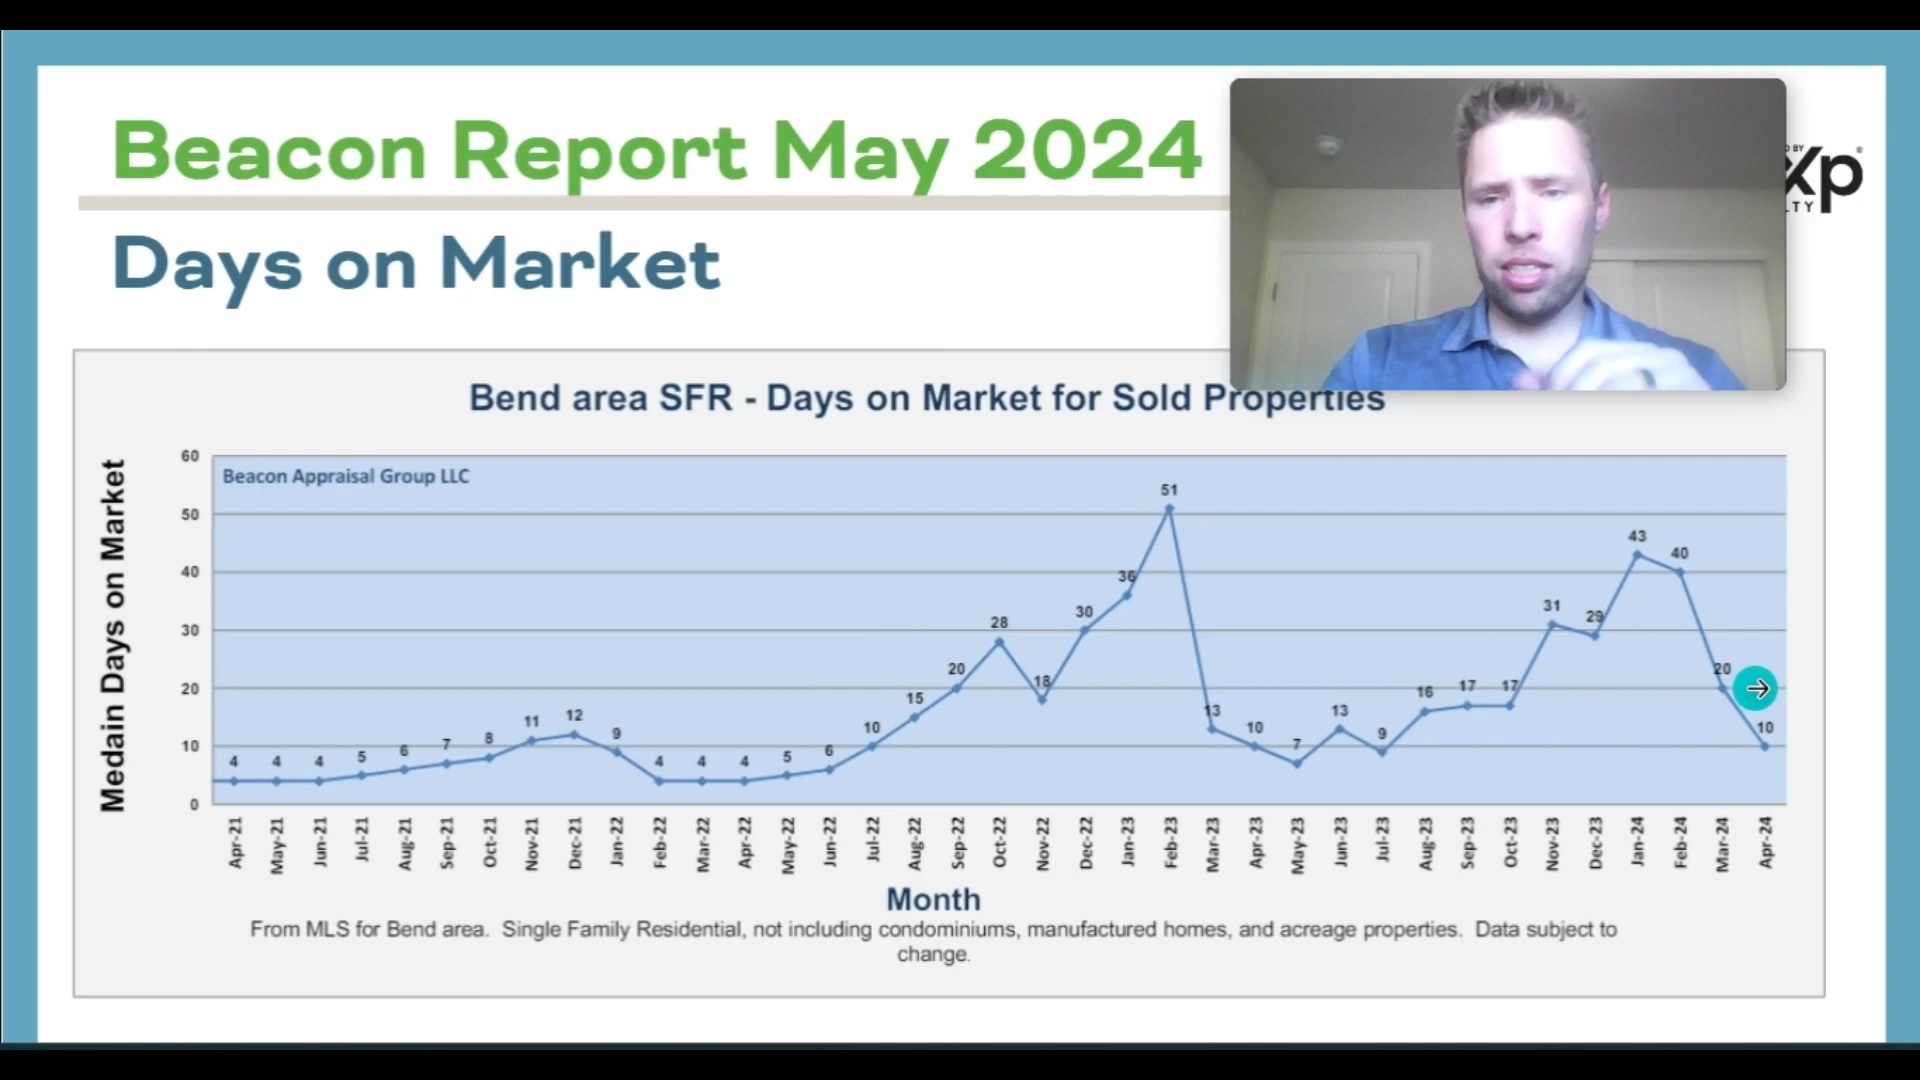 Beacon Report May 2024
D BY
xp
LTY
Days on Market
Bend area SFR - Days on Market for Sold Properties
Medain Days on Market
Beacon Appraisal Group LLC
60
50
40
30
20
10
0
4
4
4
5
6
7
8
11
12
9
4
4
4
5
6
10
15
20
28
18
30
36
51
13
10
7
13
9
16
17
17
31
29
43
40
20
10
Apr-21
May-21
Jun-21
Jul-21
Aug-21
Sep-21
Oct-21
Nov-21
Dec-21
Jan-22
Feb-22
Mar-22
Apr-22
May-22
Jun-22
Jul-22
Aug-22
Sep-22
Oct-22
Nov-22
Dec-22
Jan-23
Feb-23
Mar-23
Apr-23
May-23
Jun-23
Jul-23
Aug-23
Sep-23
Oct-23
Nov-23
Dec-23
Jan-24
Feb-24
Mar-24
Apr-24
Month
From MLS for Bend area. Single Family Residential, not including condominiums, manufactured homes, and acreage properties. Data subject to
change.